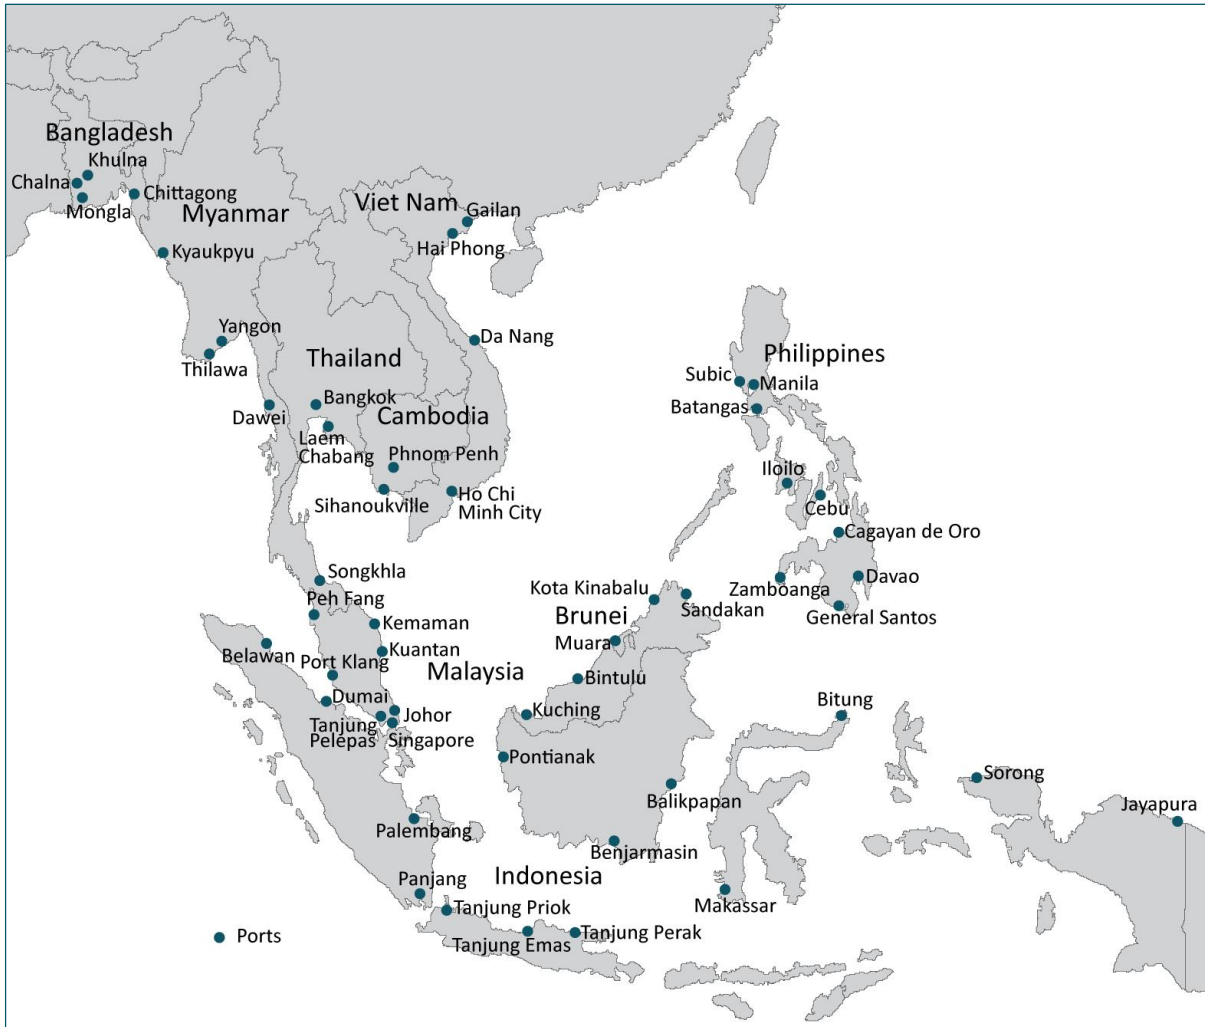 Bangladesh
Khulna
Chalna
Chittagong
Mongla
Myanmar
Viet Nam
Gailan
Hai Phong
Kyaukpyu
Yangon
Thilawa
Da Nang
Thailand
Philippines
Subic
Manila
Batangas
Bangkok
Dawei
Cambodia
Laem
Chabang
Phnom Penh
Iloilo
Sihanoukville
Ho Chi
Minh City
Cebu
Cagayan de Oro
Songkhla
Peh Fang
Kota Kinabalu
Zamboanga
Davao
Sandakan
General Santos
Brunei
Kemaman
Muara
Belawan
Port Klang
Kuantan
Malaysia
Bintulu
Dumai
Bitung
Tanjung
Pelepas
Johor
Kuching
Singapore
Pontianak
Sorong
Balikpapan
Jayapura
Palembang
Benjarmasin
Panjang
Indonesia
Makassar
Tanjung Priok
Tanjung Emas
Tanjung Perak
Ports